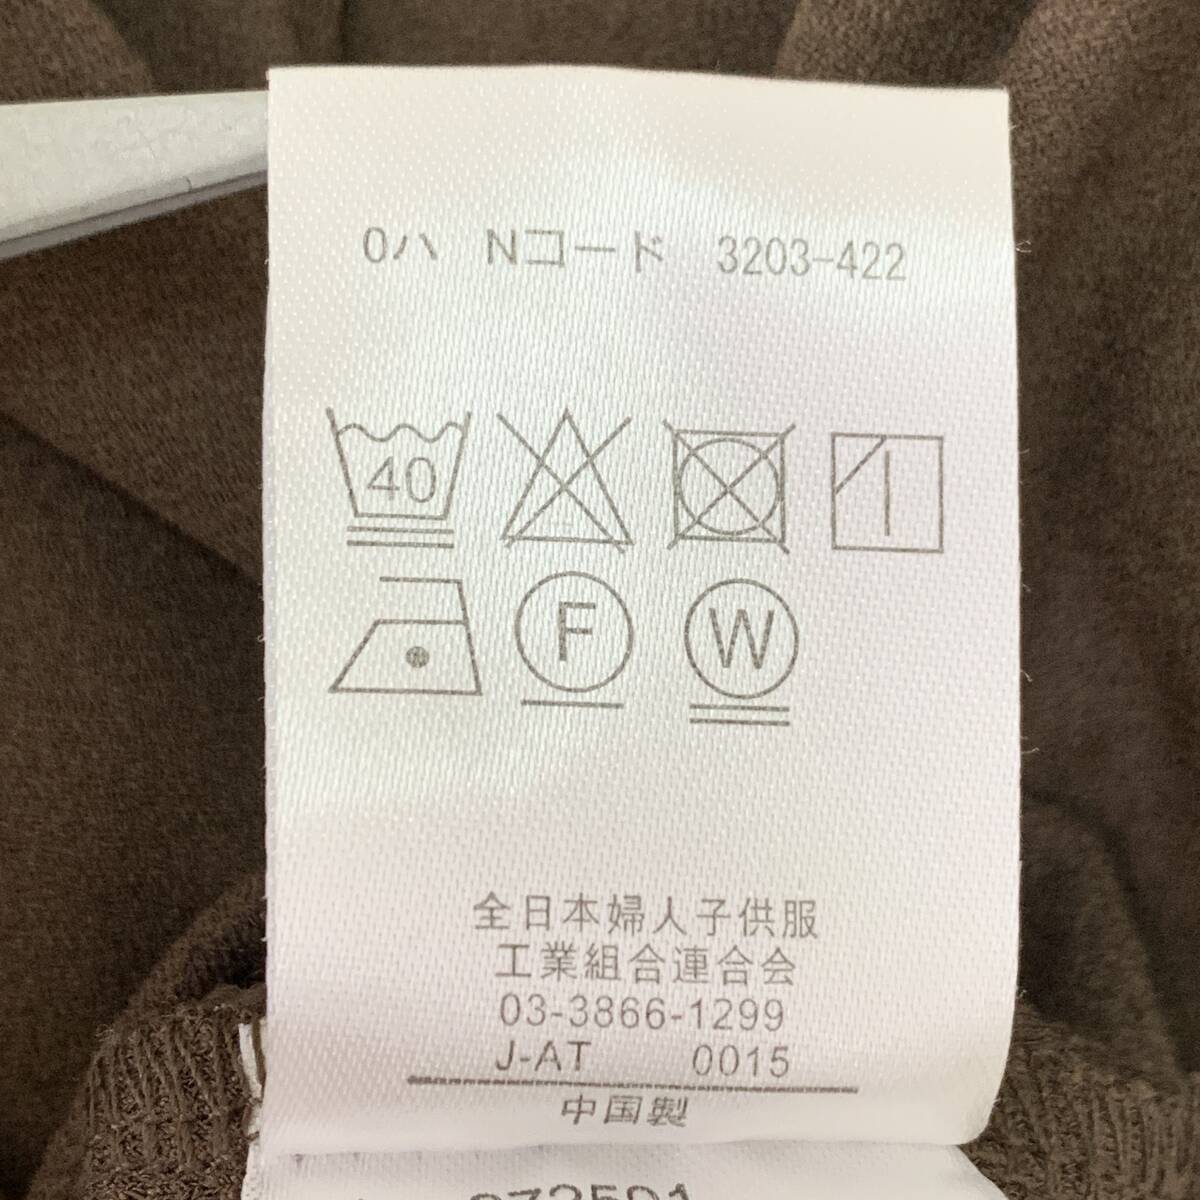 0ハ Nコード 3203-422
40
F W
全日本婦人子供服
工業組合連合会
03-3866-1299
J-AT 0015
中国製